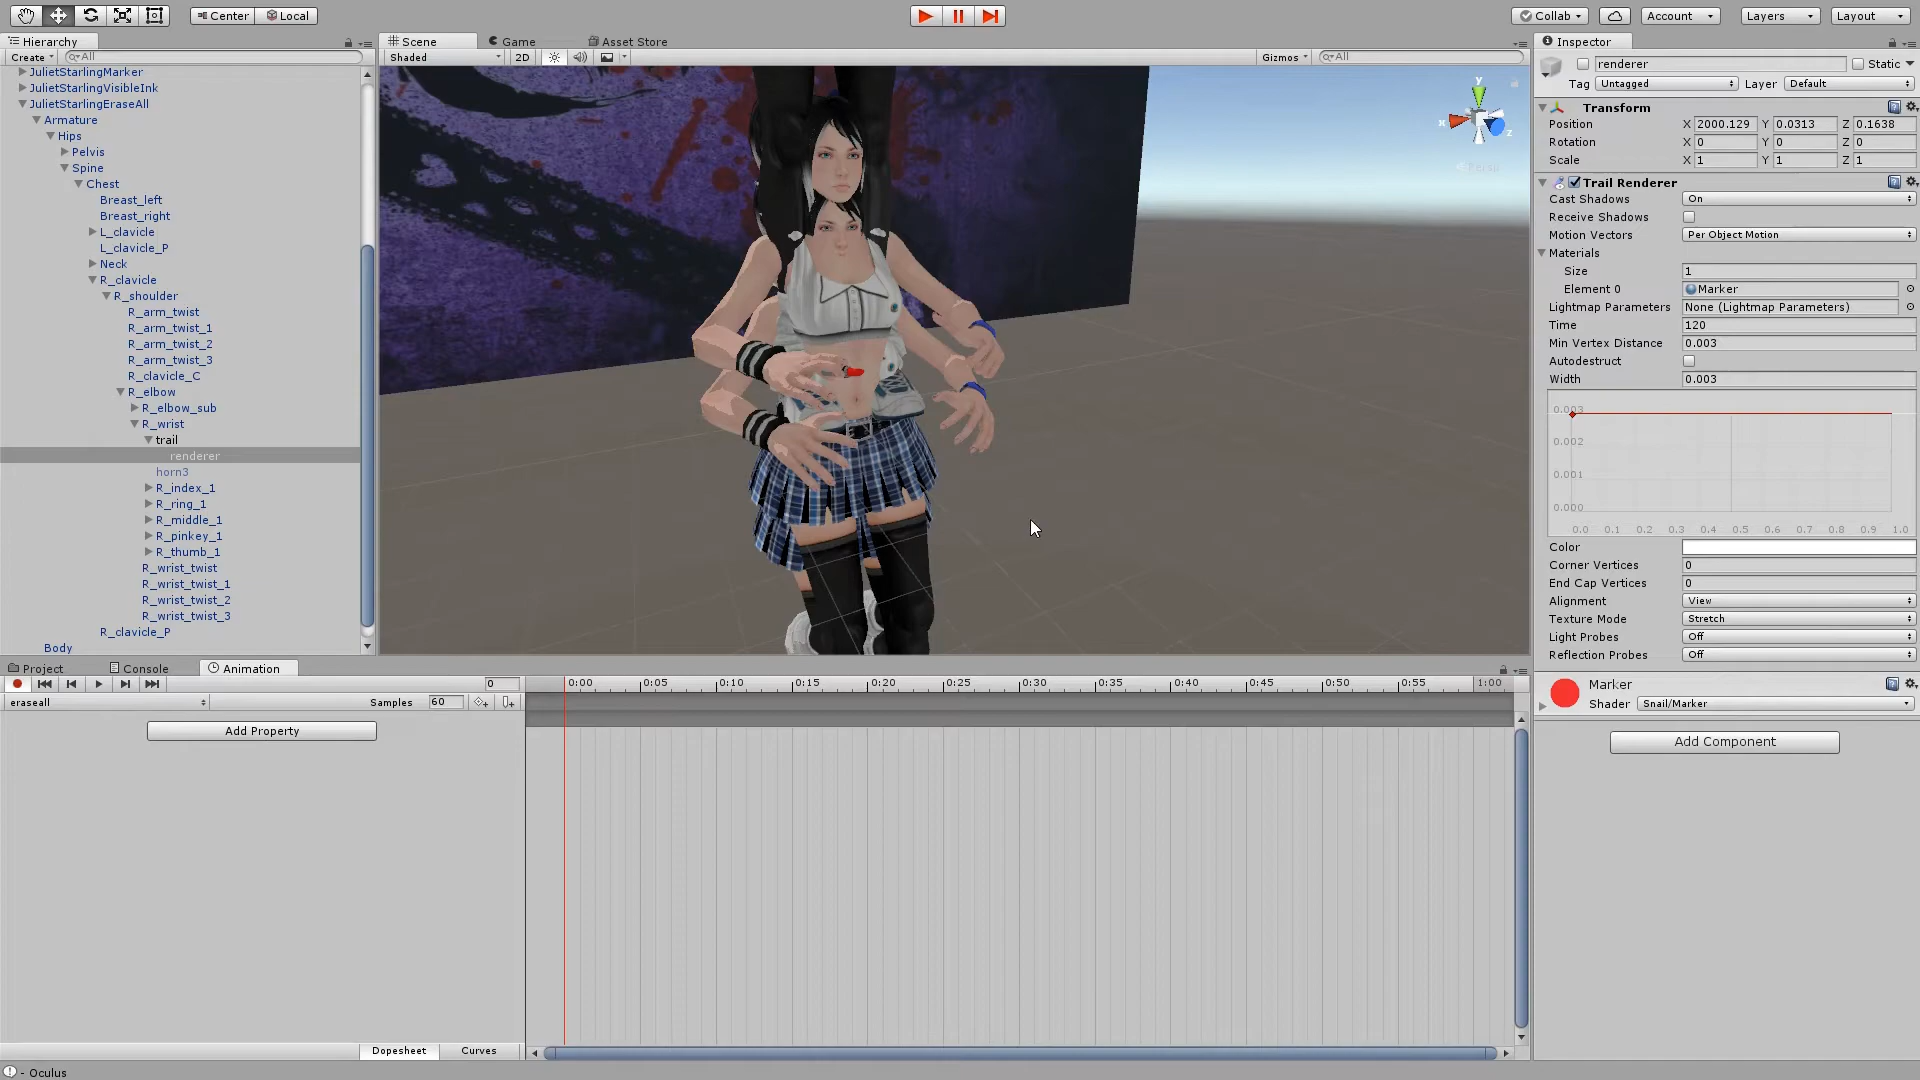 Center Local
Collab Account Layers Layout
Hierarchy
Create All
JulietStarlingMarker
JulietStarlingVisibleInk
JulietStarlingEraseAll
Armature
Hips
Pelvis
Spine
Chest
Breast_left
Breast_right
L_clavicle
L_clavicle_P
Neck
R_clavicle
R_shoulder
R_arm_twist
R_arm_twist_1
R_arm_twist_2
R_arm_twist_3
R_clavicle_C
R_elbow
R_elbow_sub
R_wrist
trail
renderer
horn3
R_index_1
R_ring_1
R_middle_1
R_pinkey_1
R_thumb_1
R_wrist_twist
R_wrist_twist_1
R_wrist_twist_2
R_wrist_twist_3
R_clavicle_P
Body
Scene Game Asset Store
Shaded 2D Gizmos All
y
x
z
Persp
Inspector
renderer Static
Tag Untagged Layer Default
Transform
Position X 2000.129 Y 0.0313 Z 0.1638
Rotation X 0 Y 0 Z 0
Scale X 1 Y 1 Z 1
Trail Renderer
Cast Shadows On
Receive Shadows
Motion Vectors Per Object Motion
Materials
Size 1
Element 0 Marker
Lightmap Parameters None (Lightmap Parameters)
Time 120
Min Vertex Distance 0.003
Autodestruct
Width 0.003
0.003
0.002
0.001
0.000
0.0 0.1 0.2 0.3 0.4 0.5 0.6 0.7 0.8 0.9 1.0
Color
Corner Vertices 0
End Cap Vertices 0
Alignment View
Texture Mode Stretch
Light Probes Off
Reflection Probes Off
Marker
Shader Snail/Marker
Add Component
Project Console Animation
0 0:00 0:05 0:10 0:15 0:20 0:25 0:30 0:35 0:40 0:45 0:50 0:55 1:00
eraseall Samples 60
Add Property
Dopesheet Curves
- Oculus